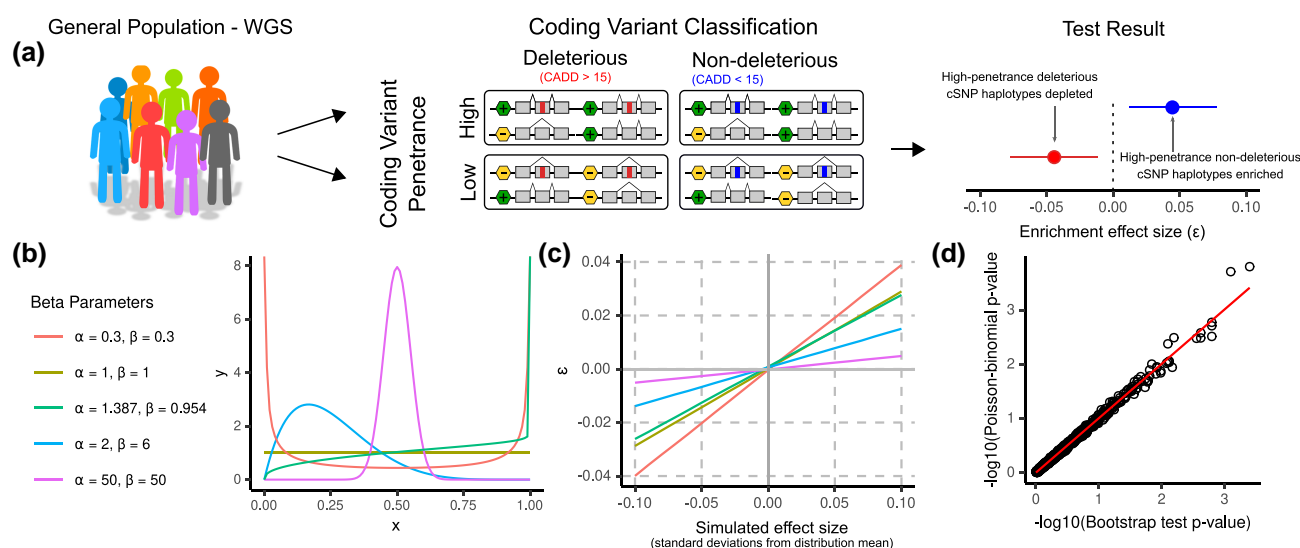 General Population - WGS
Coding Variant Classification
Test Result
(a)
Deleterious
(CADD > 15)
Non-deleterious
(CADD < 15)
Coding Variant
Penetrance
High
Low
+ +
- +
- -
+ -
+ +
- +
- -
+ -
High-penetrance deleterious
cSNP haplotypes depleted
High-penetrance non-deleterious
cSNP haplotypes enriched
-0.10 -0.05 0.00 0.05 0.10
Enrichment effect size (ε)
(b)
Beta Parameters
α = 0.3, β = 0.3
α = 1, β = 1
α = 1.387, β = 0.954
α = 2, β = 6
α = 50, β = 50
y
8
6
4
2
0
0.00 0.25 0.50 0.75 1.00
x
(c)
ε
0.04
0.02
0.00
-0.02
-0.04
-0.10 -0.05 0.00 0.05 0.10
Simulated effect size
(standard deviations from distribution mean)
(d)
-log10(Poisson-binomial p-value)
3
2
1
0
0 1 2 3
-log10(Bootstrap test p-value)